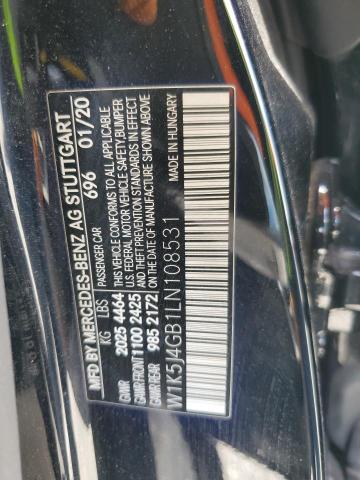 MFD BY MERCEDES-BENZ AG STUTTGART
PASSENGER CAR 696 01/20
KG LBS THIS VEHICLE CONFORMS TO ALL APPLICABLE
GVWR 2025 4464 U.S. FEDERAL MOTOR VEHICLE SAFETY, BUMPER
GAWR FRONT 1100 2425 AND THEFT PREVENTION STANDARDS IN EFFECT
GAWR REAR 985 2172 ON THE DATE OF MANUFACTURE SHOWN ABOVE
W1K5J4GB1LN108531 MADE IN HUNGARY